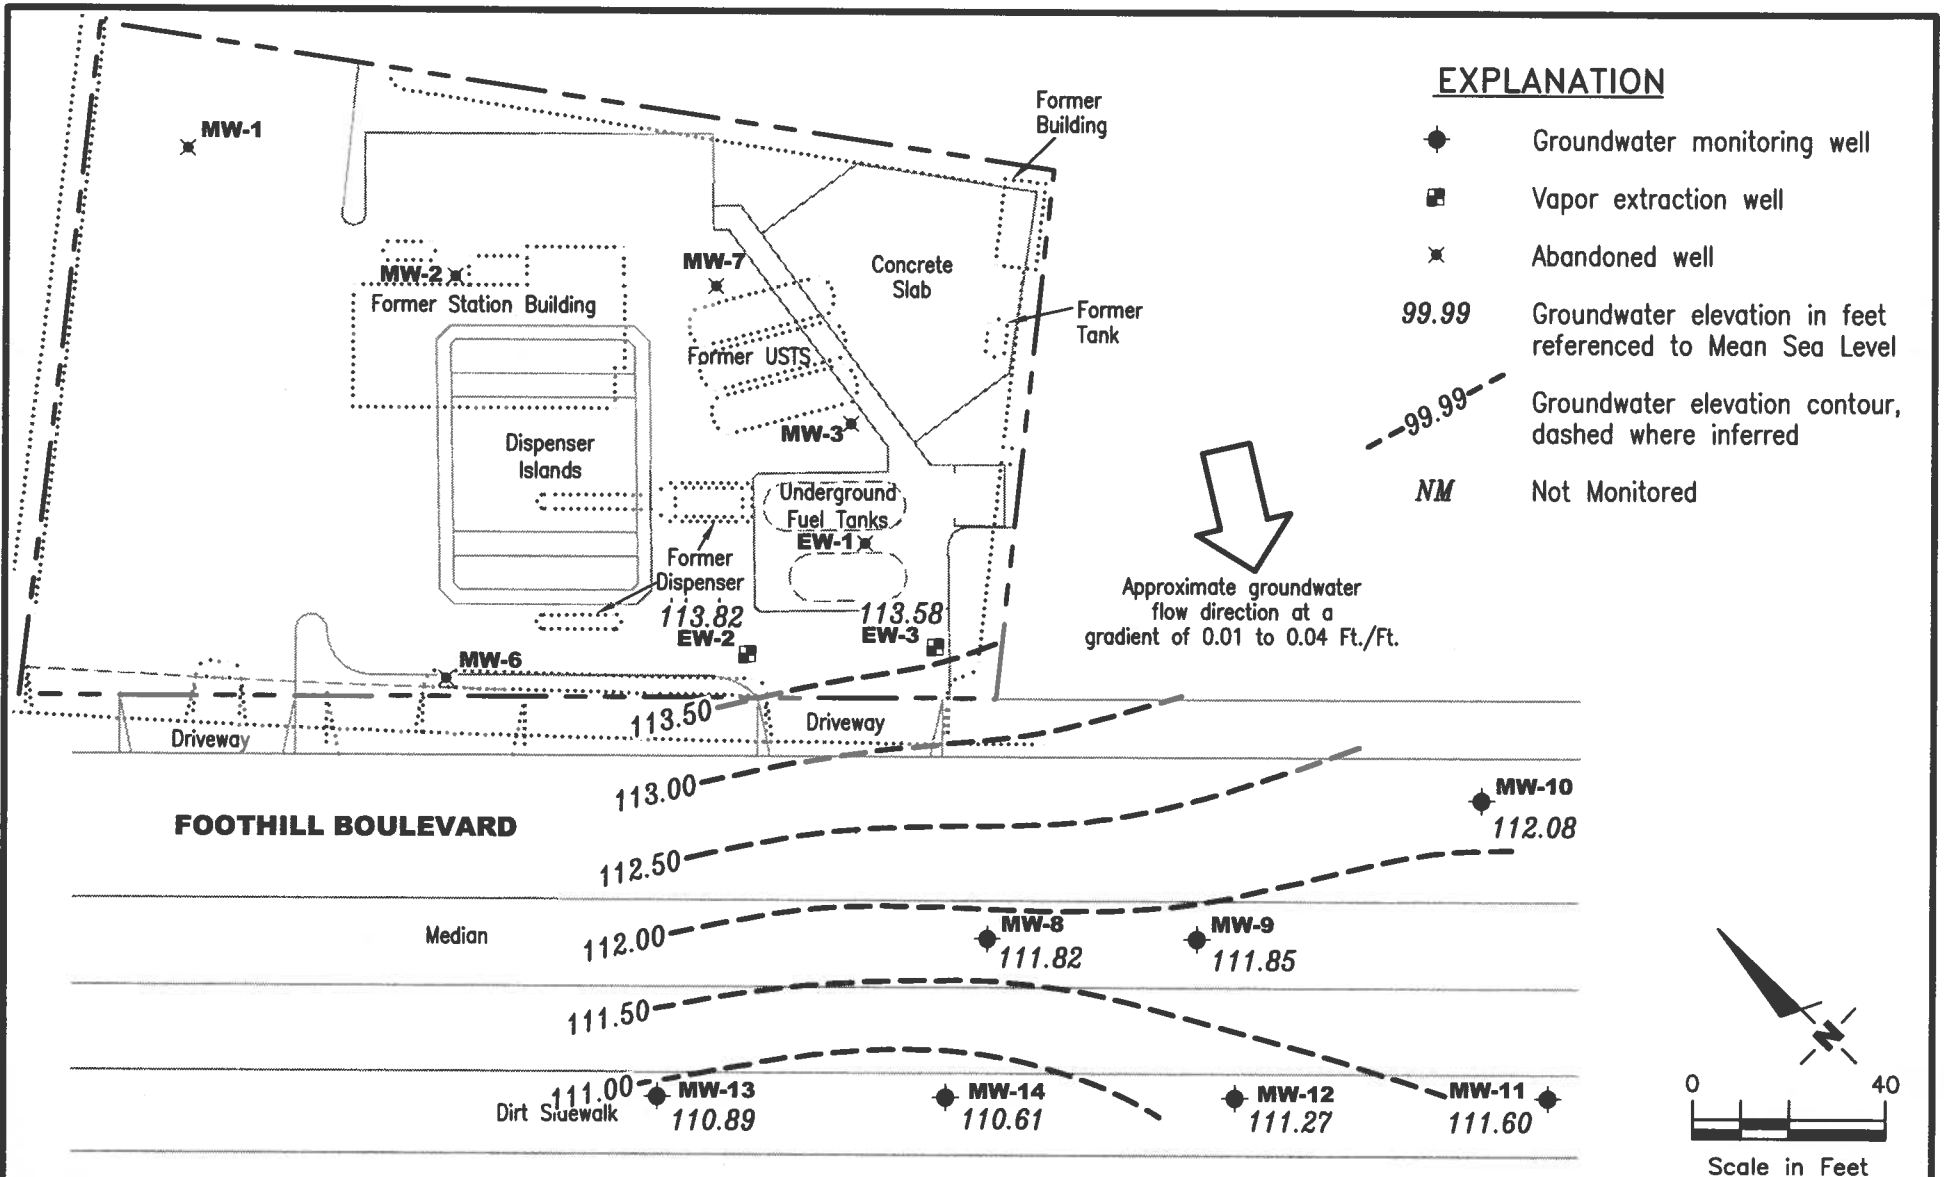 EXPLANATION
Groundwater monitoring well
Vapor extraction well
Abandoned well
99.99
Groundwater elevation in feet
referenced to Mean Sea Level
99.99
Groundwater elevation contour,
dashed where inferred
NM
Not Monitored
Former
Building
MW-1
MW-2
Former Station Building
MW-7
Concrete
Slab
Former
Tank
Former USTS
MW-3
Dispenser
Islands
Underground
Fuel Tanks
EW-1
Former
Dispenser
113.82
EW-2
113.58
EW-3
MW-6
Approximate groundwater
flow direction at a
gradient of 0.01 to 0.04 Ft./Ft.
113.50
Driveway
Driveway
113.00
FOOTHILL BOULEVARD
MW-10
112.08
112.50
Median
112.00
MW-8
111.82
MW-9
111.85
111.50
N
111.00
Dirt Sidewalk
MW-13
110.89
MW-14
110.61
MW-12
111.27
MW-11
111.60
0
40
Scale in Feet